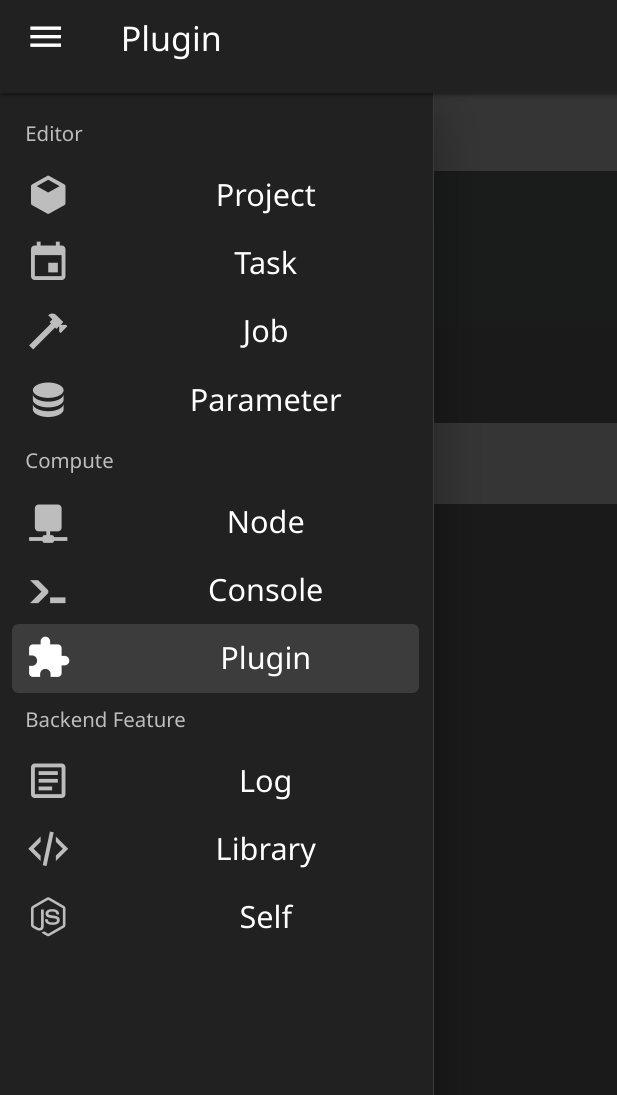 Plugin
Editor
Project
Task
Job
Parameter
Compute
Node
Console
Plugin
Backend Feature
Log
Library
Self